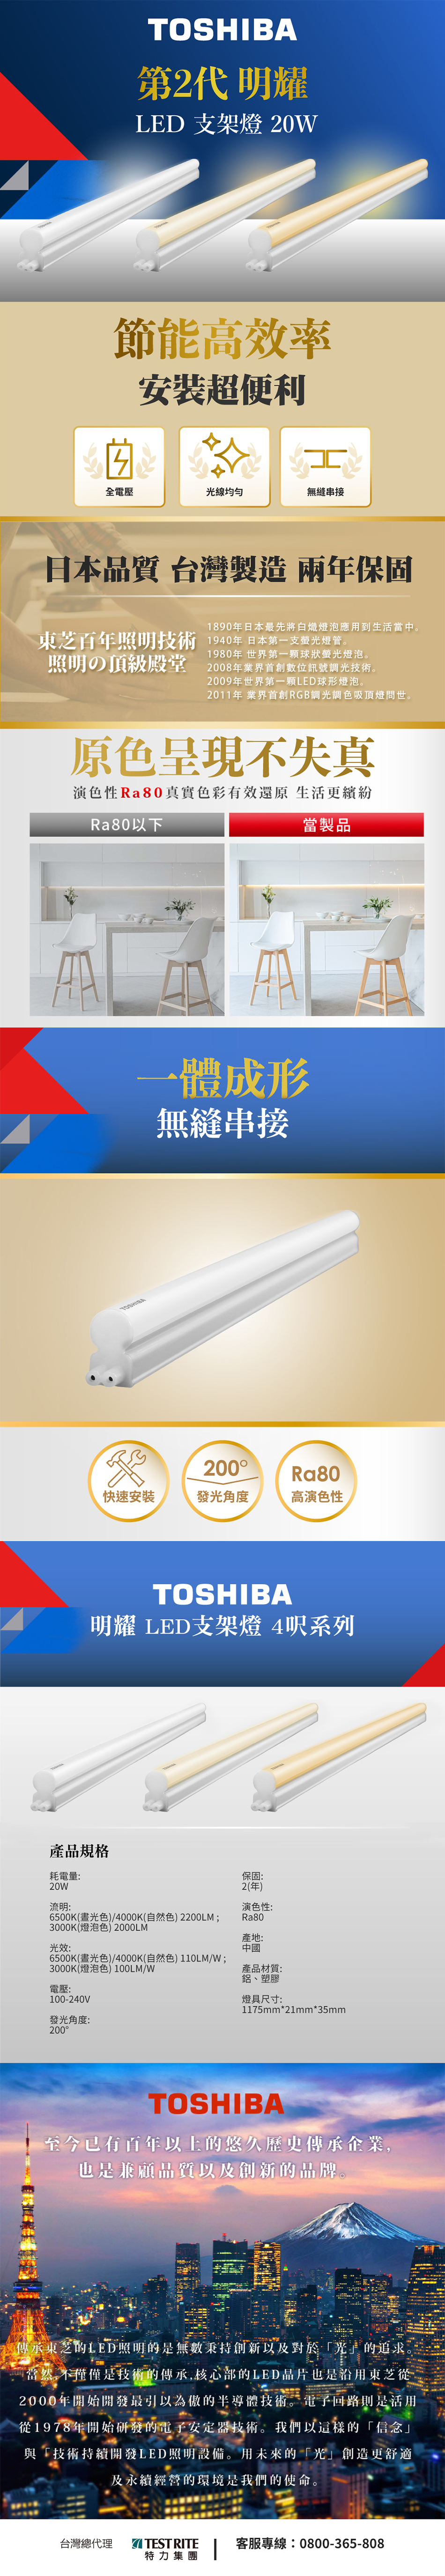 TOSHIBA
第2代 明耀
LED 支架燈 20W
節能高效率
安裝超便利
全電壓
光線均勻
無縫串接
日本品質 台灣製造 兩年保固
東芝百年照明技術
照明の頂級殿堂
1890年日本最先將白熾燈泡應用到生活當中。
1940年 日本第一支螢光燈管。
1980年 世界第一顆球狀螢光燈泡。
2008年業界首創數位訊號調光技術。
2009年世界第一顆LED球形燈泡。
2011年 業界首創RGB調光調色吸頂燈問世。
原色呈現不失真
演色性Ra80真實色彩有效還原 生活更繽紛
Ra80以下
當製品
一體成形
無縫串接
TOSHIBA
快速安裝
200°
發光角度
Ra80
高演色性
TOSHIBA
明耀 LED支架燈 4呎系列
產品規格
耗電量:
20W
流明:
6500K(晝光色)/4000K(自然色) 2200LM ;
3000K(燈泡色) 2000LM
光效:
6500K(晝光色)/4000K(自然色) 110LM/W ;
3000K(燈泡色) 100LM/W
電壓:
100-240V
發光角度:
200°
保固:
2(年)
演色性:
Ra80
產地:
中國
產品材質:
鋁、塑膠
燈具尺寸:
1175mm*21mm*35mm
TOSHIBA
至今已有百年以上的悠久歷史傳承企業,
也是兼顧品質以及創新的品牌。
傳承東芝的LED照明的是無數秉持創新以及對於「光」的追求。
當然,不僅僅是技術的傳承,核心部的LED晶片也是沿用東芝從
2000年開始開發最引以為傲的半導體技術。電子回路則是活用
從1978年開始研發的電子安定器技術。我們以這樣的「信念」
與「技術持續開發LED照明設備。用未來的「光」創造更舒適
及永續經營的環境是我們的使命。
台灣總代理
TEST RITE
特力集團
客服專線：0800-365-808